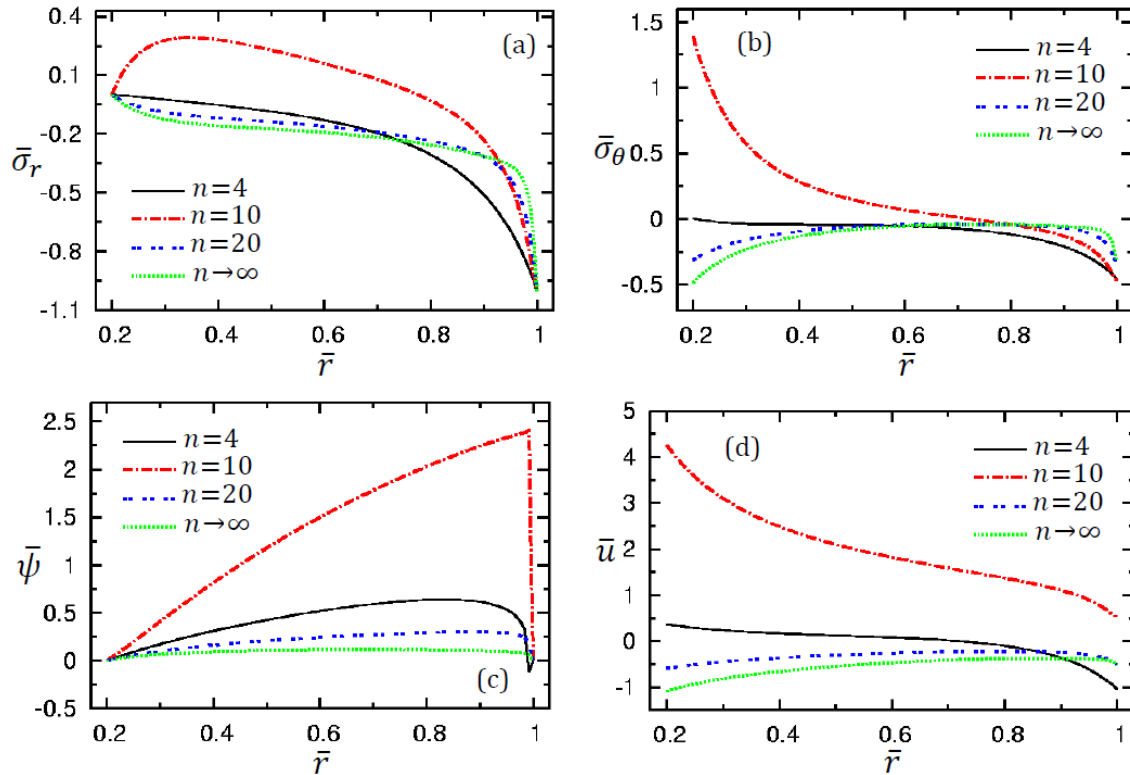 0.4
0.1
-0.2
-0.5
-0.8
-1.1
σ̄r
(a)
n=4
n=10
n=20
n→∞
0.2 0.4 0.6 0.8 1
r̄
1.5
1
0.5
0
-0.5
σ̄θ
(b)
n=4
n=10
n=20
n→∞
0.2 0.4 0.6 0.8 1
r̄
2.5
2
1.5
1
0.5
0
-0.5
ψ̄
n=4
n=10
n=20
n→∞
(c)
0.2 0.4 0.6 0.8 1
r̄
5
4
3
2
1
0
-1
ū
(d)
n=4
n=10
n=20
n→∞
0.2 0.4 0.6 0.8 1
r̄